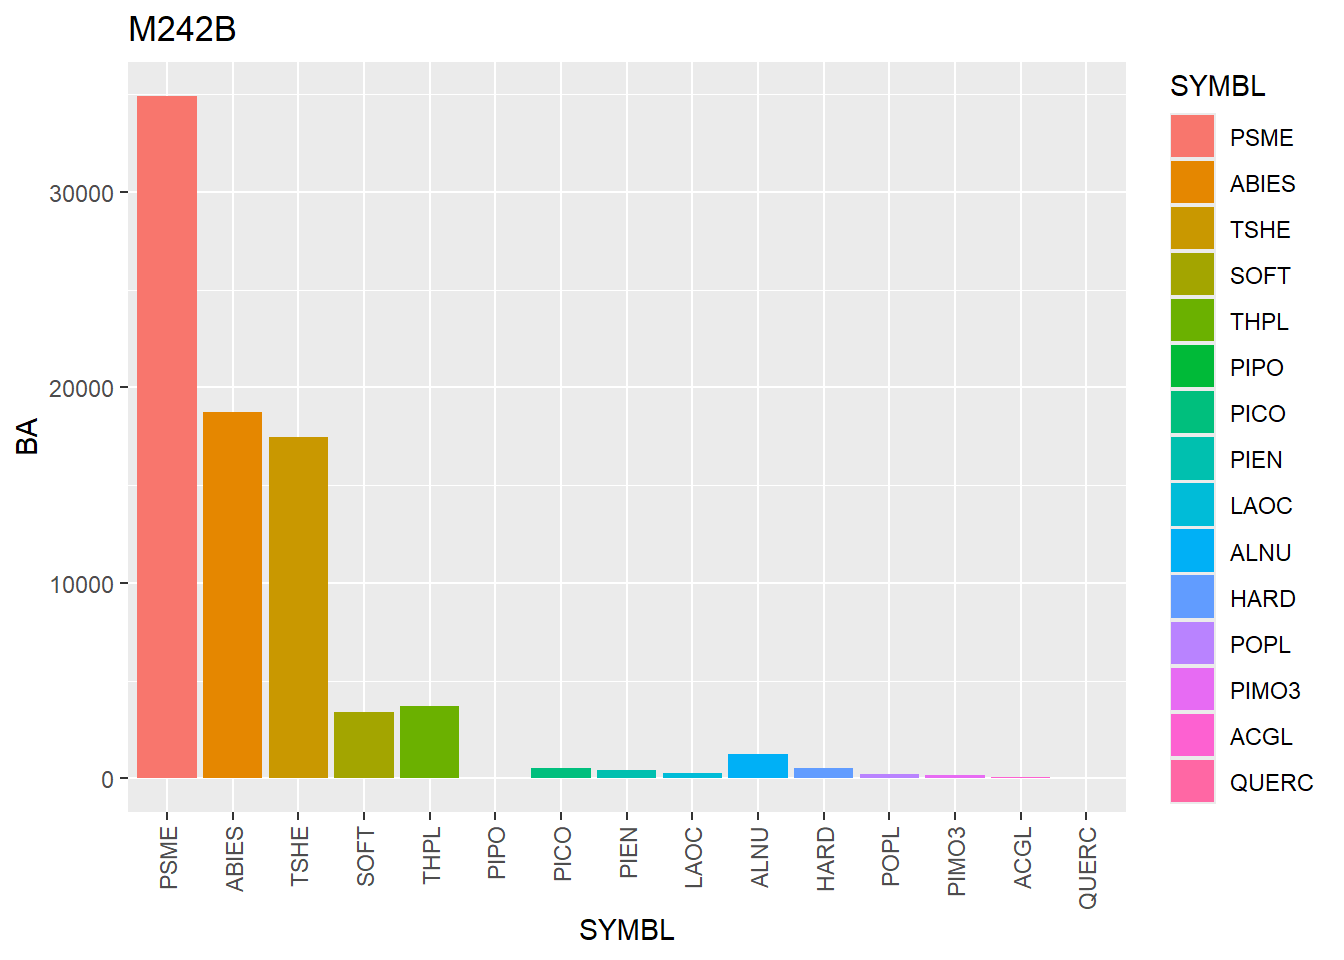 M242B
BA
30000
20000
10000
0
PSME
ABIES
TSHE
SOFT
THPL
PIPO
PICO
PIEN
LAOC
ALNU
HARD
POPL
PIMO3
ACGL
QUERC
SYMBL
SYMBL
PSME
ABIES
TSHE
SOFT
THPL
PIPO
PICO
PIEN
LAOC
ALNU
HARD
POPL
PIMO3
ACGL
QUERC